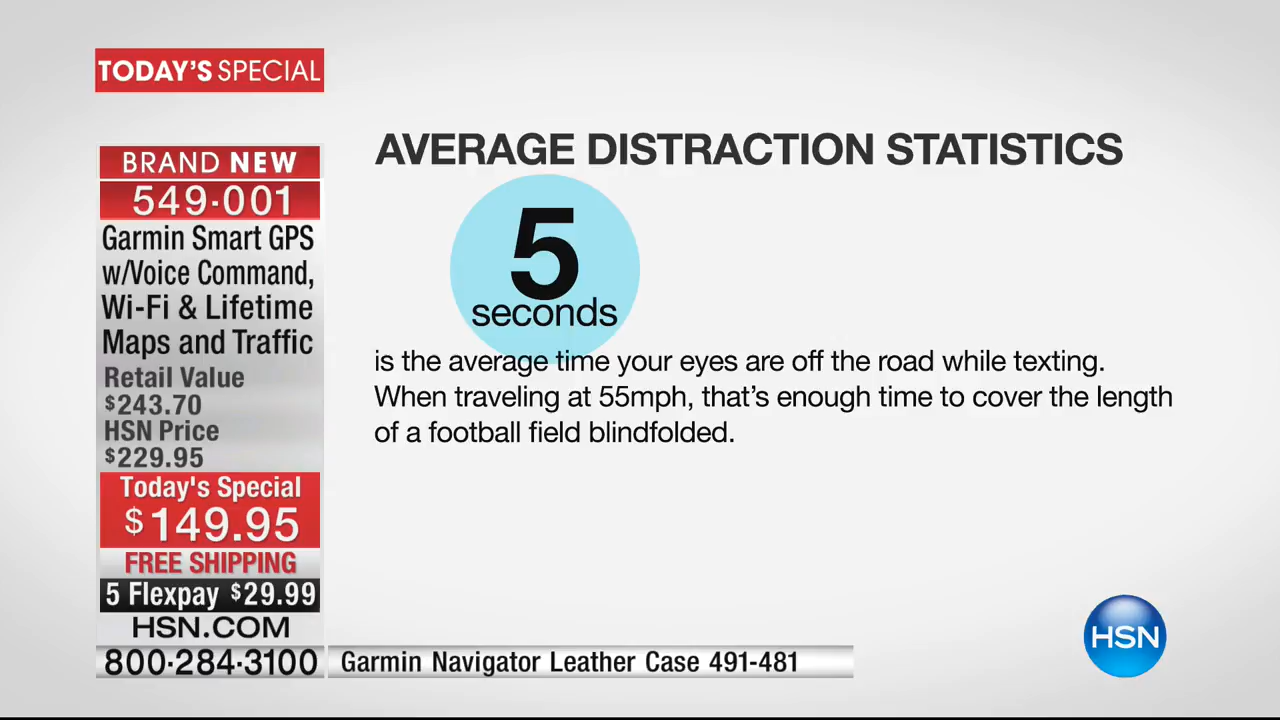 TODAY'S SPECIAL
BRAND NEW
549·001
Garmin Smart GPS
w/Voice Command,
Wi-Fi & Lifetime
Maps and Traffic
Retail Value
$243.70
HSN Price
$229.95
Today's Special
$149.95
FREE SHIPPING
5 Flexpay $29.99
HSN.COM
800·284·3100
AVERAGE DISTRACTION STATISTICS
5
seconds
is the average time your eyes are off the road while texting.
When traveling at 55mph, that's enough time to cover the length
of a football field blindfolded.
Garmin Navigator Leather Case 491-481
HSN